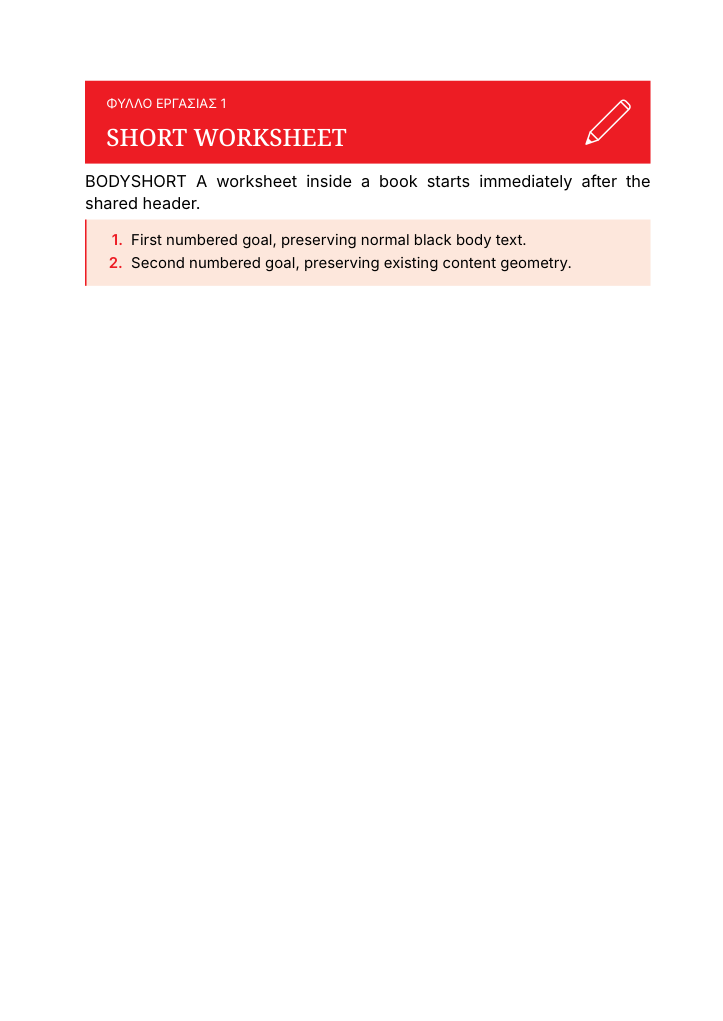 ΦΥΛΛΟ ΕΡΓΑΣΙΑΣ 1
SHORT WORKSHEET
BODYSHORT A worksheet inside a book starts immediately after the
shared header.
1. First numbered goal, preserving normal black body text.
2. Second numbered goal, preserving existing content geometry.